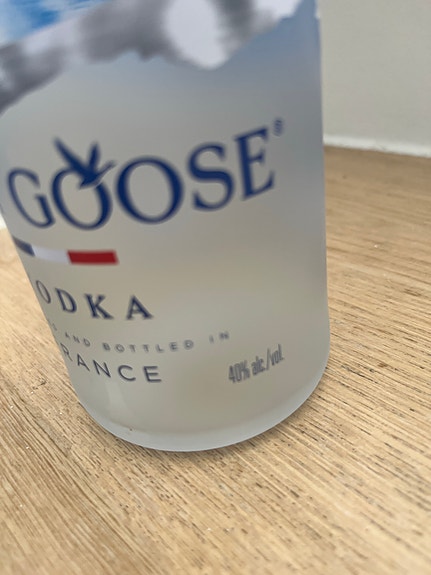 GOOSE®
ODKA
AND BOTTLED IN
RANCE
40% alc./vol.